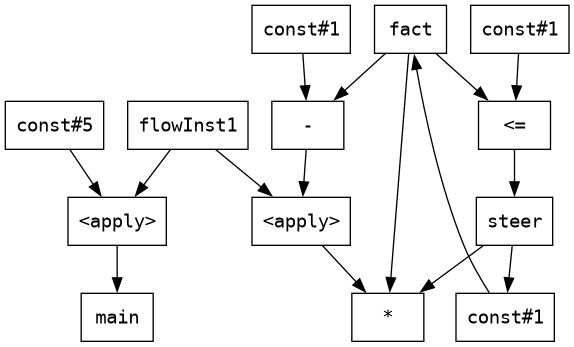 const#1
fact
const#1
const#5
flowInst1
-
<=
<apply>
<apply>
steer
main
*
const#1